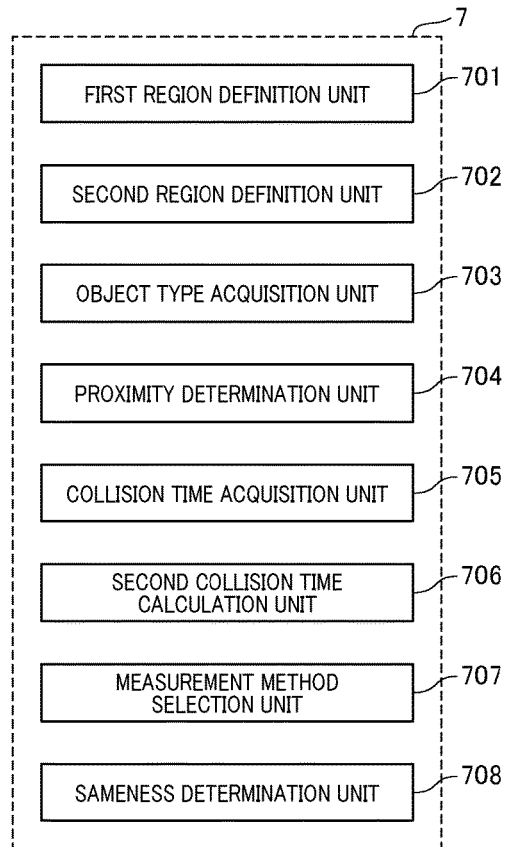 7
FIRST REGION DEFINITION UNIT
701
SECOND REGION DEFINITION UNIT
702
OBJECT TYPE ACQUISITION UNIT
703
PROXIMITY DETERMINATION UNIT
704
COLLISION TIME ACQUISITION UNIT
705
SECOND COLLISION TIME
CALCULATION UNIT
706
MEASUREMENT METHOD
SELECTION UNIT
707
SAMENESS DETERMINATION UNIT
708